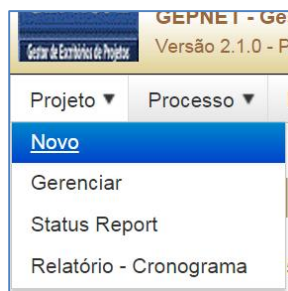 GEPNET - Ge
Gestor de Escritórios de Projetos
Versão 2.1.0 - P
Projeto ▼ Processo ▼
Novo
Gerenciar
Status Report
Relatório - Cronograma